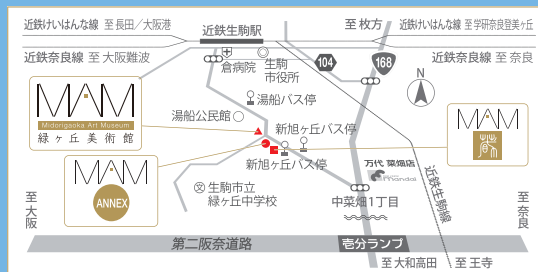 近鉄けいはんな線 至 長田／大阪港
近鉄生駒駅
至 枚方
近鉄けいはんな線 至 学研奈良登美ヶ丘
近鉄奈良線 至 大阪難波
近鉄奈良線 至 奈良
倉病院
生駒
市役所
104
168
N
MAM
Midorigaoka Art Museum
緑ヶ丘美術館
湯船バス停
湯船公民館
新旭ヶ丘バス停
新旭ヶ丘バス停
MAM
MAM
ANNEX
文
生駒市立
緑ヶ丘中学校
万代 菜畑店
mandai
中菜畑1丁目
近鉄生駒線
至大阪
至奈良
第二阪奈道路
壱分ランプ
至 大和高田
至 王寺